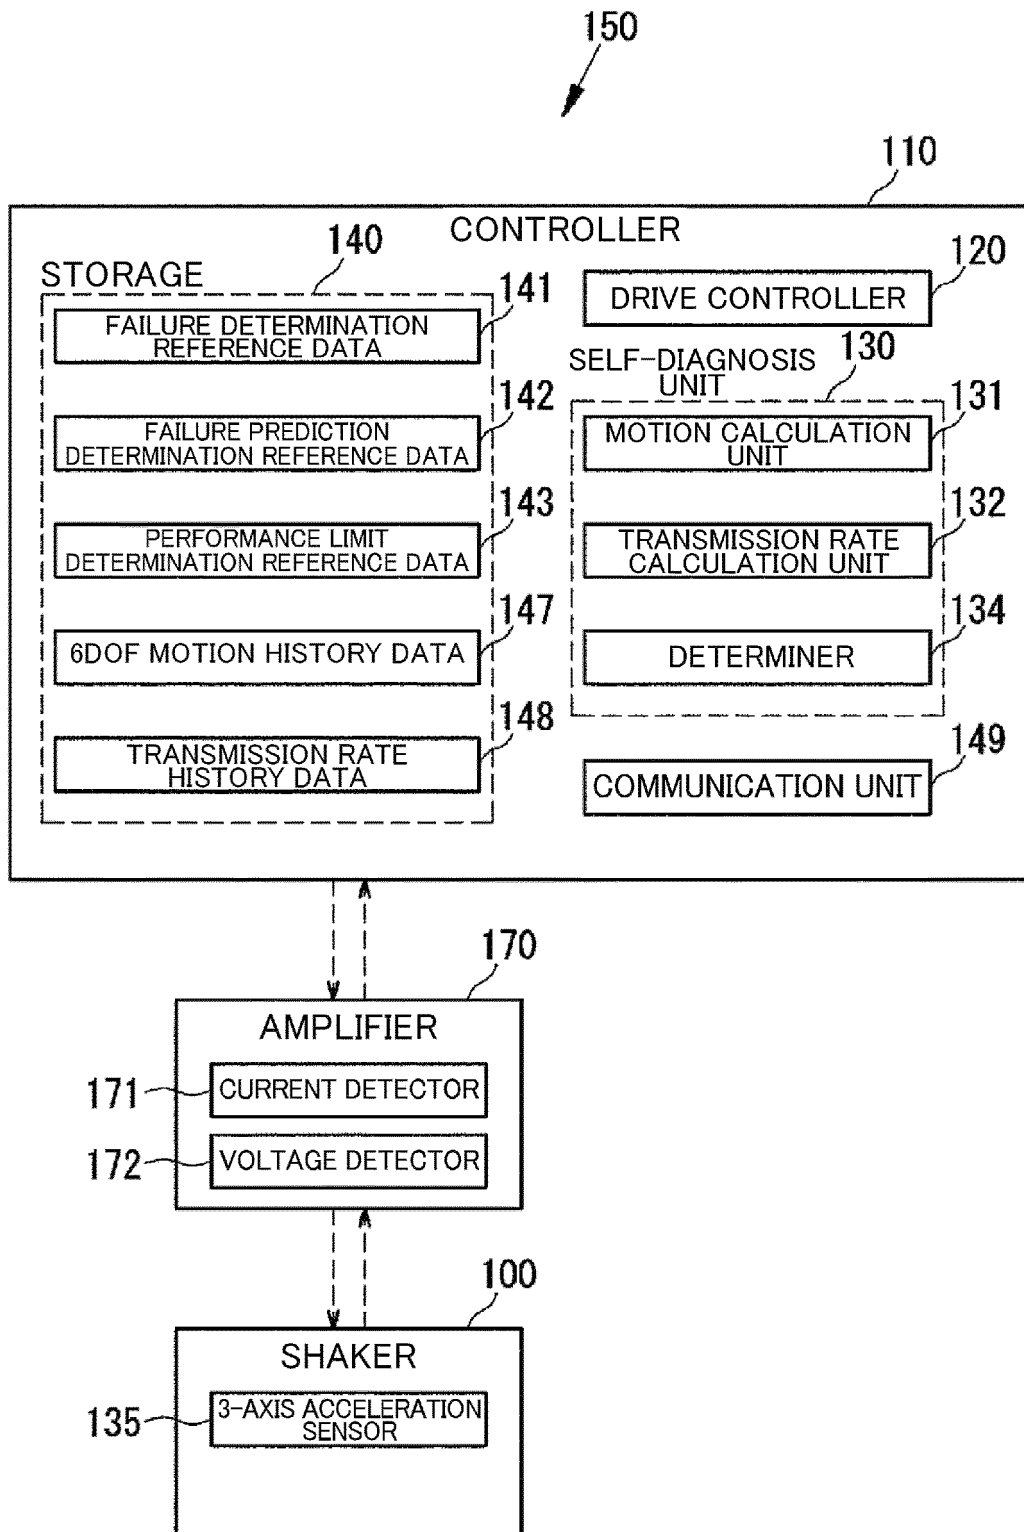 150
110
CONTROLLER
140
STORAGE
141
FAILURE DETERMINATION
REFERENCE DATA
142
FAILURE PREDICTION
DETERMINATION REFERENCE DATA
143
PERFORMANCE LIMIT
DETERMINATION REFERENCE DATA
147
6DOF MOTION HISTORY DATA
148
TRANSMISSION RATE
HISTORY DATA
120
DRIVE CONTROLLER
SELF-DIAGNOSIS
UNIT
130
131
MOTION CALCULATION
UNIT
132
TRANSMISSION RATE
CALCULATION UNIT
134
DETERMINER
149
COMMUNICATION UNIT
170
AMPLIFIER
171
CURRENT DETECTOR
172
VOLTAGE DETECTOR
100
SHAKER
135
3-AXIS ACCELERATION
SENSOR